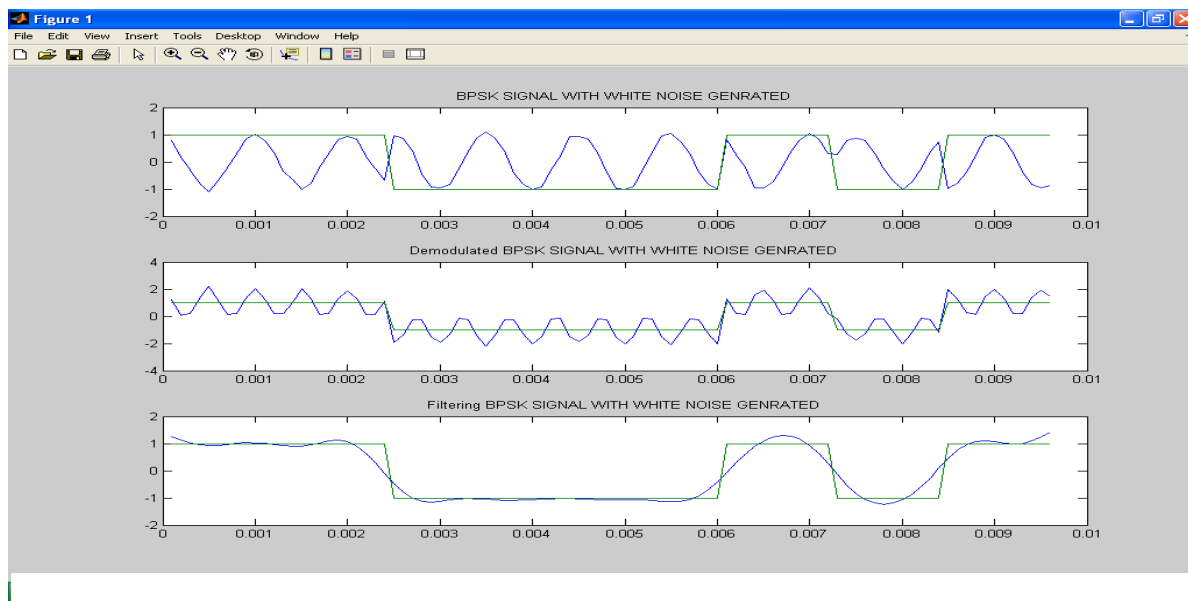 Figure 1
File Edit View Insert Tools Desktop Window Help
BPSK SIGNAL WITH WHITE NOISE GENRATED
2
1
0
-1
-2
0 0.001 0.002 0.003 0.004 0.005 0.006 0.007 0.008 0.009 0.01
Demodulated BPSK SIGNAL WITH WHITE NOISE GENRATED
4
2
0
-2
-4
0 0.001 0.002 0.003 0.004 0.005 0.006 0.007 0.008 0.009 0.01
Filtering BPSK SIGNAL WITH WHITE NOISE GENRATED
2
1
0
-1
-2
0 0.001 0.002 0.003 0.004 0.005 0.006 0.007 0.008 0.009 0.01